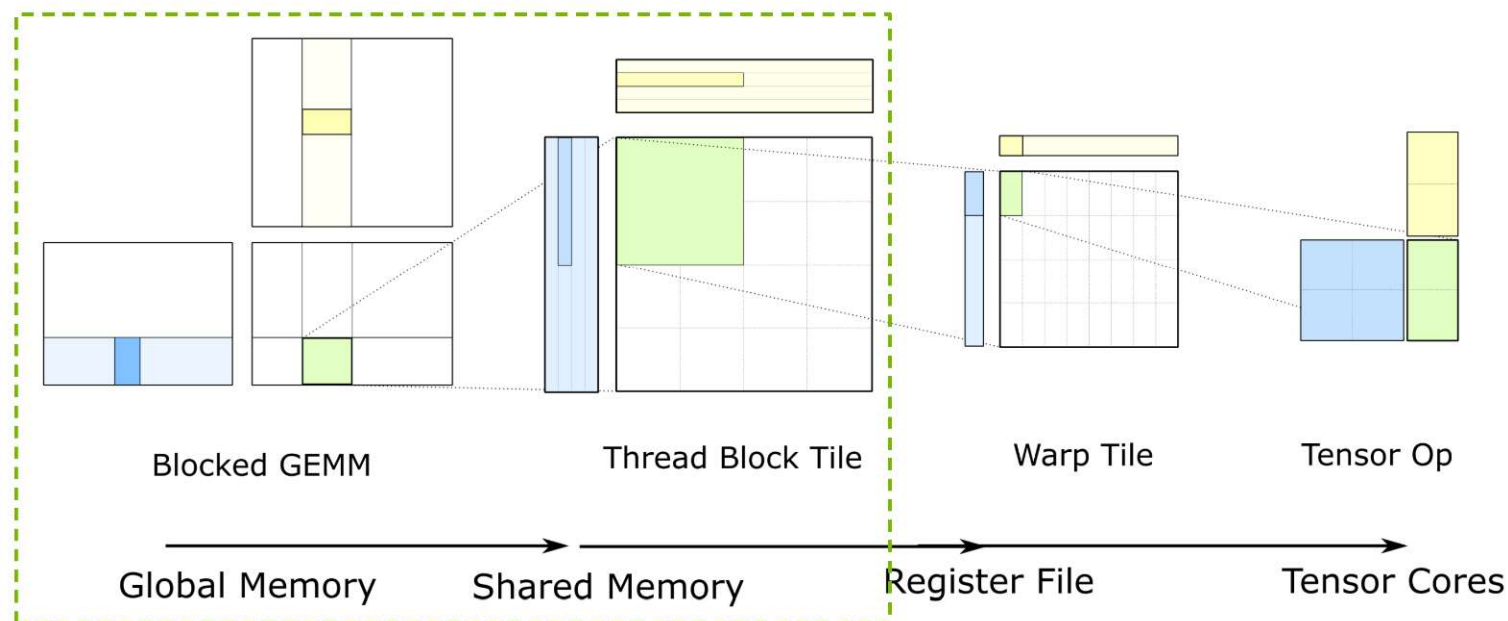 Blocked GEMM
Thread Block Tile
Warp Tile
Tensor Op
Global Memory
Shared Memory
Register File
Tensor Cores